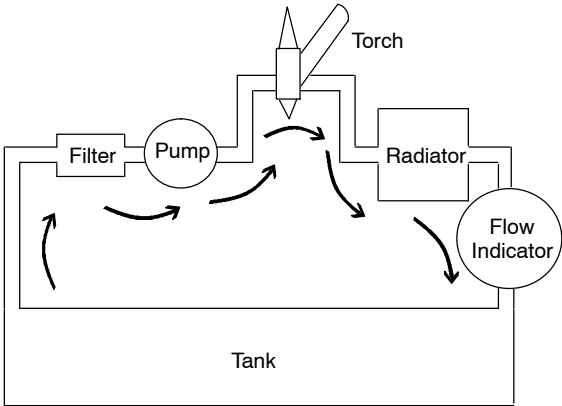 Torch
Filter
Pump
Radiator
Flow
Indicator
Tank